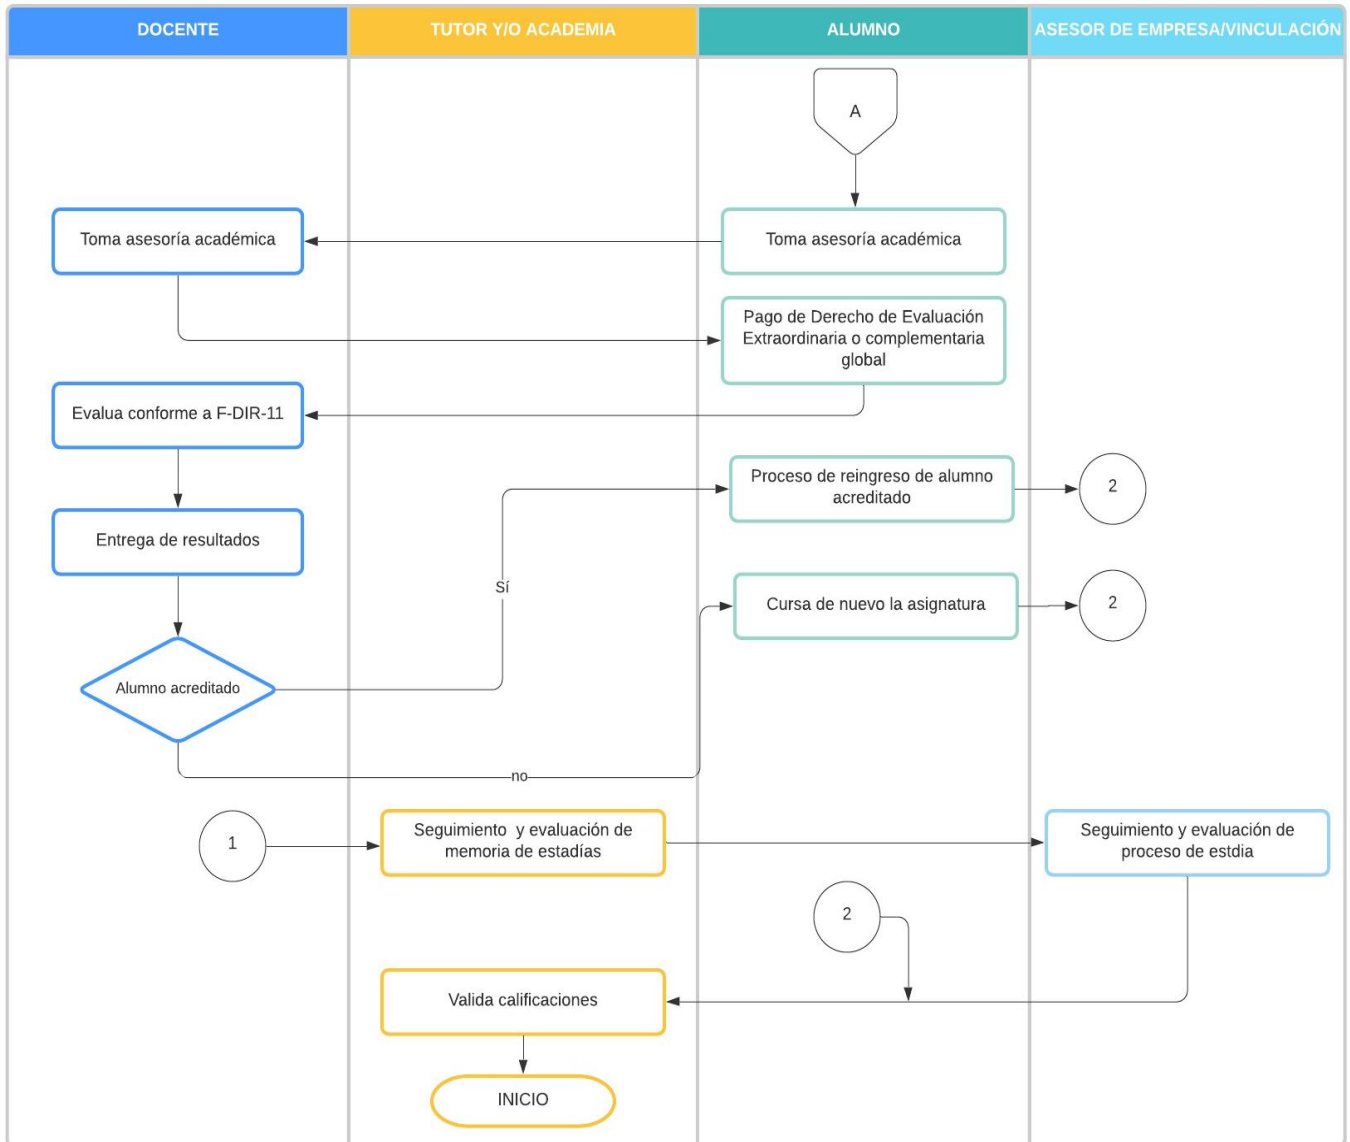 DOCENTE
TUTOR Y/O ACADEMIA
ALUMNO
ASESOR DE EMPRESA/VINCULACIÓN
A
Toma asesoría académica
Toma asesoría académica
Pago de Derecho de Evaluación
Extraordinaria o complementaria
global
Evalua conforme a F-DIR-11
Proceso de reingreso de alumno
acreditado
2
Entrega de resultados
Sí
Cursa de nuevo la asignatura
2
Alumno acreditado
no
1
Seguimiento y evaluación de
memoria de estadías
Seguimiento y evaluación de
proceso de estdia
2
Valida calificaciones
INICIO